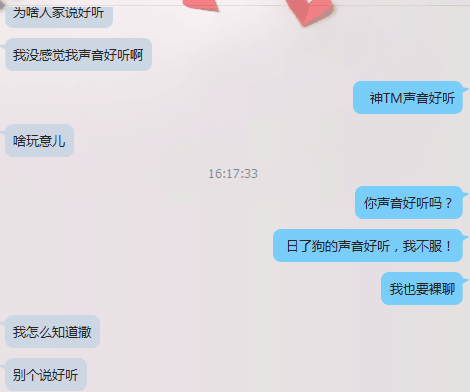 为啥人家说好听
我没感觉我声音好听啊
神TM声音好听
啥玩意儿
16:17:33
你声音好听吗？
日了狗的声音好听，我不服！
我也要裸聊
我怎么知道撒
别个说好听